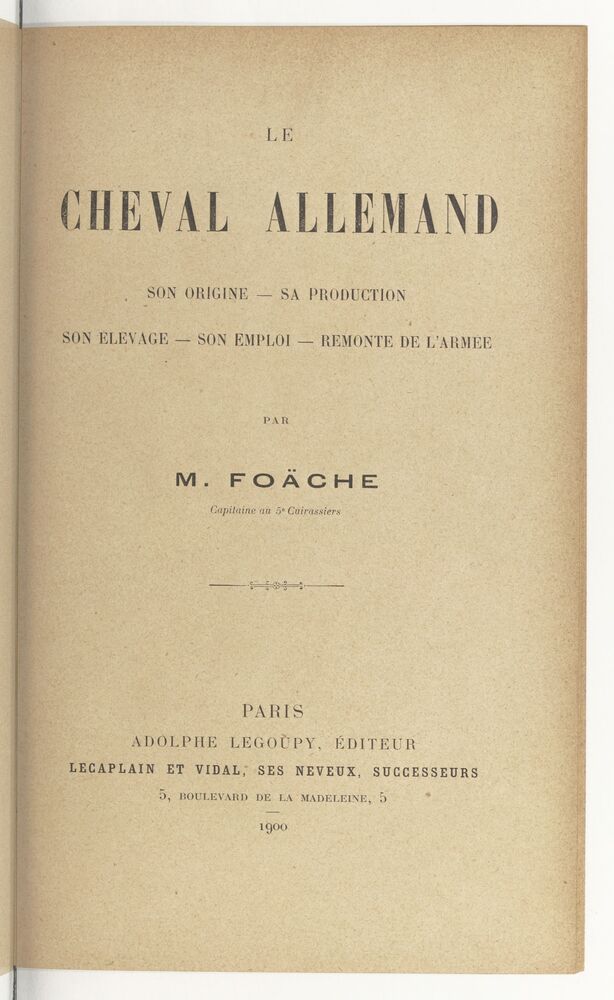 LE
CHEVAL ALLEMAND
SON ORIGINE — SA PRODUCTION
SON ELEVAGE — SON EMPLOI — REMONTE DE L'ARMEE
PAR
M. FOÄCHE
Capitaine au 5e Cuirassiers
PARIS
ADOLPHE LEGOUPY, ÉDITEUR
LECAPLAIN ET VIDAL, SES NEVEUX, SUCCESSEURS
5, BOULEVARD DE LA MADELEINE, 5
1900